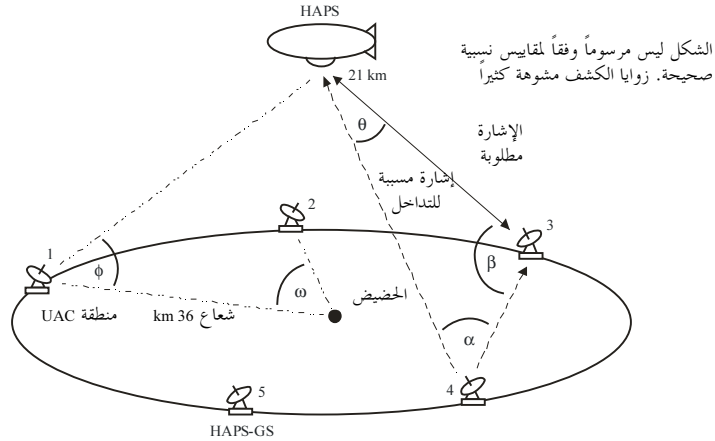 HAPS
الشكل ليس مرسوماً وفقاً لمقاييس نسبية
صحيحة. زوايا الكشف مشوهة كثيراً
21 km
θ
الإشارة
مطلوبة
إشارة مسببة
للتداخل
2
3
1
ϕ
β
ω
الحضيض
منطقة UAC
شعاع 36 km
α
5
4
HAPS-GS